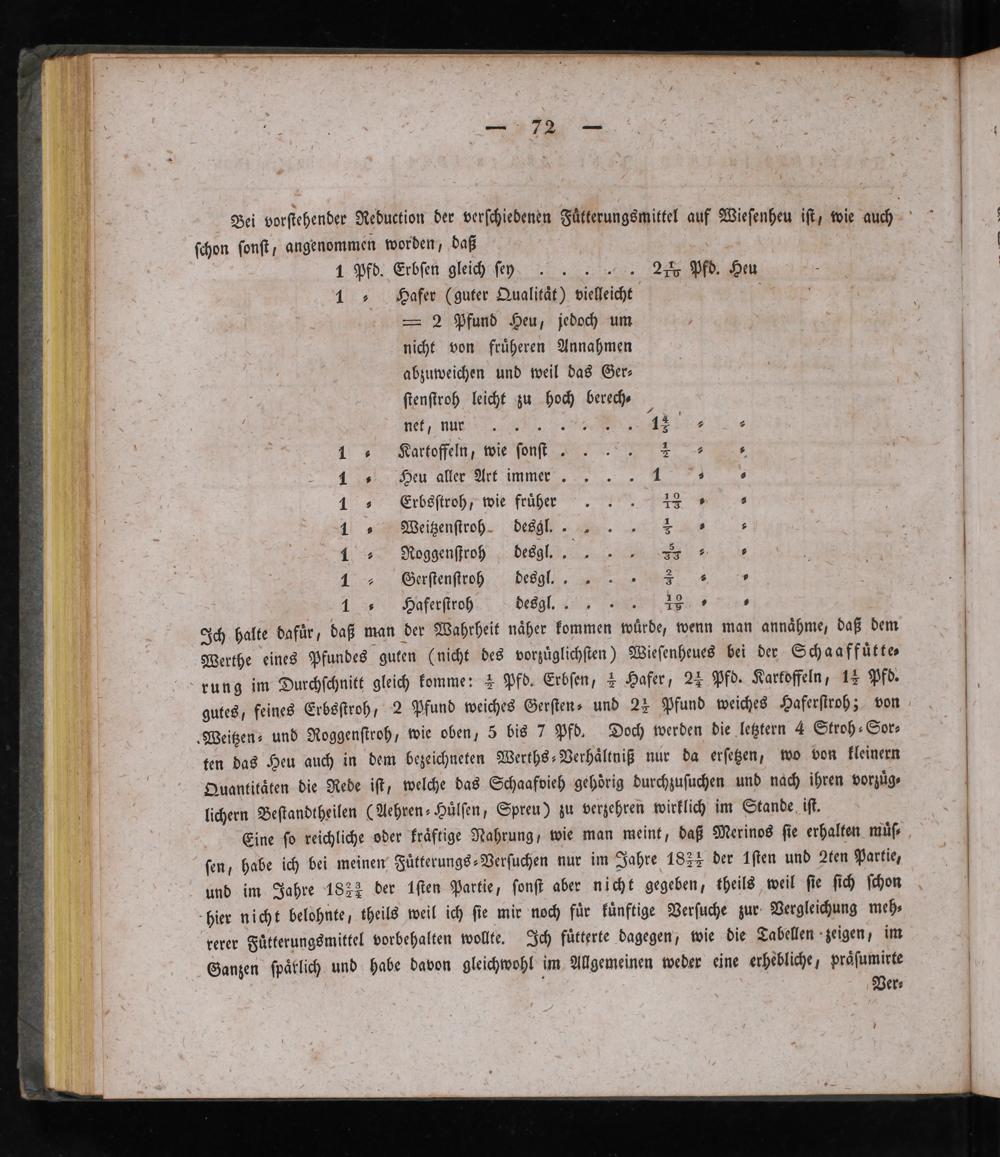 — 72 —
Bei vorſtehender Reduction der verſchiedenen Fütterungsmittel auf Wieſenheu iſt, wie auch
ſchon ſonſt, angenommen worden, daß
1 Pfd. Erbſen gleich ſey . . . . . 2 1/10 Pfd. Heu
1 ⸗ Hafer (guter Qualität) vielleicht
= 2 Pfund Heu, jedoch um
nicht von früheren Annahmen
abzuweichen und weil das Ger⸗
ſtenſtroh leicht zu hoch berech⸗
net, nur . . . . . . . 1 4/5 ⸗ ⸗
1 ⸗ Kartoffeln, wie ſonſt . . . . 1/2 ⸗ ⸗
1 ⸗ Heu aller Art immer . . . . 1 ⸗ ⸗
1 ⸗ Erbsſtroh, wie früher . . . 10/13 ⸗ ⸗
1 ⸗ Weitzenſtroh desgl. . . . . 1/5 ⸗ ⸗
1 ⸗ Roggenſtroh desgl. . . . . 5/33 ⸗ ⸗
1 ⸗ Gerſtenſtroh desgl. . . . . 2/3 ⸗ ⸗
1 ⸗ Haferſtroh desgl. . . . . 10/19 ⸗ ⸗
Ich halte dafür, daß man der Wahrheit näher kommen würde, wenn man annähme, daß dem
Werthe eines Pfundes guten (nicht des vorzüglichſten) Wieſenheues bei der Schaaffütte⸗
rung im Durchſchnitt gleich komme: 1/2 Pfd. Erbſen, 1/2 Hafer, 2 1/4 Pfd. Kartoffeln, 1 1/2 Pfd.
gutes, feines Erbsſtroh, 2 Pfund weiches Gerſten⸗ und 2 1/2 Pfund weiches Haferſtroh; von
Weitzen⸗ und Roggenſtroh, wie oben, 5 bis 7 Pfd. Doch werden die letztern 4 Stroh⸗Sor⸗
ten das Heu auch in dem bezeichneten Werths⸗Verhältniß nur da erſetzen, wo von kleinern
Quantitäten die Rede iſt, welche das Schaafvieh gehörig durchzuſuchen und nach ihren vorzüg⸗
lichern Beſtandtheilen (Aehren⸗Hülſen, Spreu) zu verzehren wirklich im Stande iſt.
Eine ſo reichliche oder kräftige Nahrung, wie man meint, daß Merinos ſie erhalten müſ⸗
ſen, habe ich bei meinen Fütterungs⸗Verſuchen nur im Jahre 18 21/22 der 1ſten und 2ten Partie,
und im Jahre 18 23/24 der 1ſten Partie, ſonſt aber nicht gegeben, theils weil ſie ſich ſchon
hier nicht belohnte, theils weil ich ſie mir noch für künftige Verſuche zur Vergleichung meh⸗
rerer Fütterungsmittel vorbehalten wollte. Ich fütterte dagegen, wie die Tabellen zeigen, im
Ganzen ſpärlich und habe davon gleichwohl im Allgemeinen weder eine erhebliche, präſumirte
Ver⸗